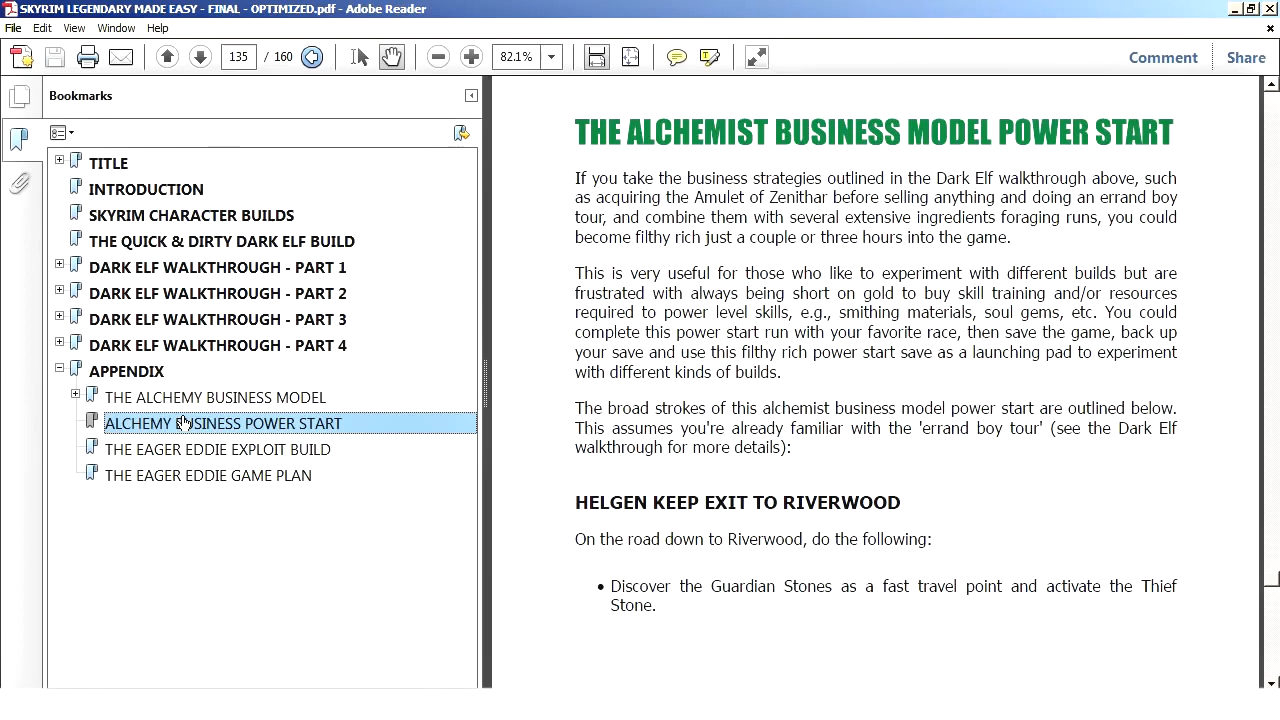 SKYRIM LEGENDARY MADE EASY - FINAL - OPTIMIZED.pdf - Adobe Reader
File Edit View Window Help
135 / 160 82.1% Comment Share
Bookmarks
TITLE
INTRODUCTION
SKYRIM CHARACTER BUILDS
THE QUICK & DIRTY DARK ELF BUILD
DARK ELF WALKTHROUGH - PART 1
DARK ELF WALKTHROUGH - PART 2
DARK ELF WALKTHROUGH - PART 3
DARK ELF WALKTHROUGH - PART 4
APPENDIX
THE ALCHEMY BUSINESS MODEL
ALCHEMY BUSINESS POWER START
THE EAGER EDDIE EXPLOIT BUILD
THE EAGER EDDIE GAME PLAN
THE ALCHEMIST BUSINESS MODEL POWER START
If you take the business strategies outlined in the Dark Elf walkthrough above, such
as acquiring the Amulet of Zenithar before selling anything and doing an errand boy
tour, and combine them with several extensive ingredients foraging runs, you could
become filthy rich just a couple or three hours into the game.
This is very useful for those who like to experiment with different builds but are
frustrated with always being short on gold to buy skill training and/or resources
required to power level skills, e.g., smithing materials, soul gems, etc. You could
complete this power start run with your favorite race, then save the game, back up
your save and use this filthy rich power start save as a launching pad to experiment
with different kinds of builds.
The broad strokes of this alchemist business model power start are outlined below.
This assumes you're already familiar with the 'errand boy tour' (see the Dark Elf
walkthrough for more details):
HELGEN KEEP EXIT TO RIVERWOOD
On the road down to Riverwood, do the following:
• Discover the Guardian Stones as a fast travel point and activate the Thief
Stone.